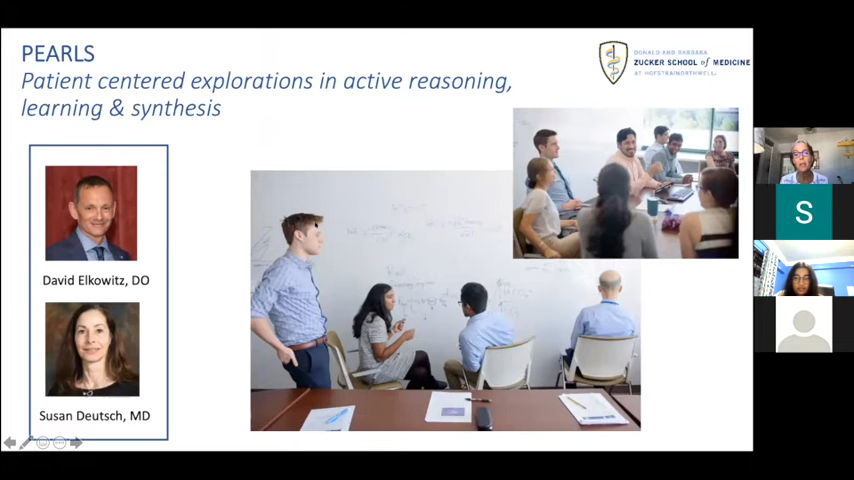 PEARLS
Patient centered explorations in active reasoning,
learning & synthesis
DONALD AND BARBARA
ZUCKER SCHOOL of MEDICINE
AT HOFSTRA/NORTHWELL
David Elkowitz, DO
Susan Deutsch, MD
S